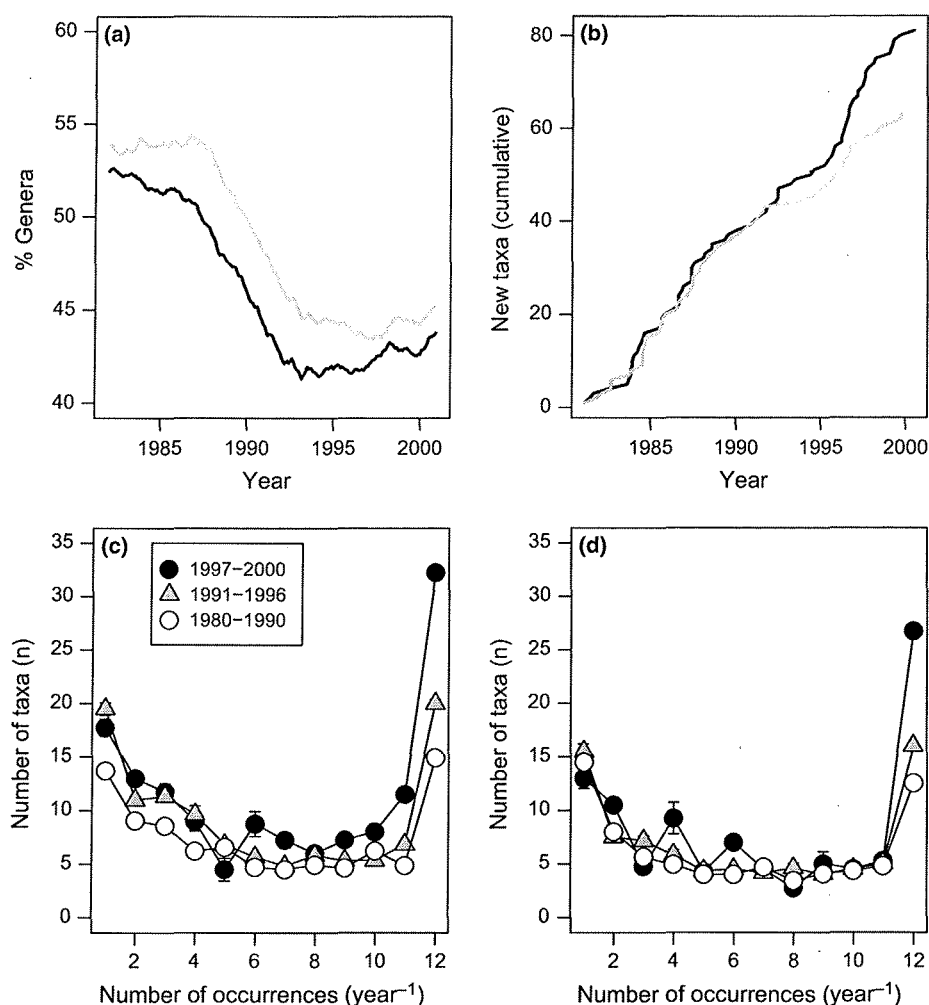 (a)
60
55
50
45
40
% Genera
1985 1990 1995 2000
Year
(b)
80
60
40
20
0
New taxa (cumulative)
1985 1990 1995 2000
Year
(c)
1997–2000
1991–1996
1980–1990
35
30
25
20
15
10
5
0
Number of taxa (n)
2 4 6 8 10 12
Number of occurrences (year⁻¹)
(d)
35
30
25
20
15
10
5
0
Number of taxa (n)
2 4 6 8 10 12
Number of occurrences (year⁻¹)